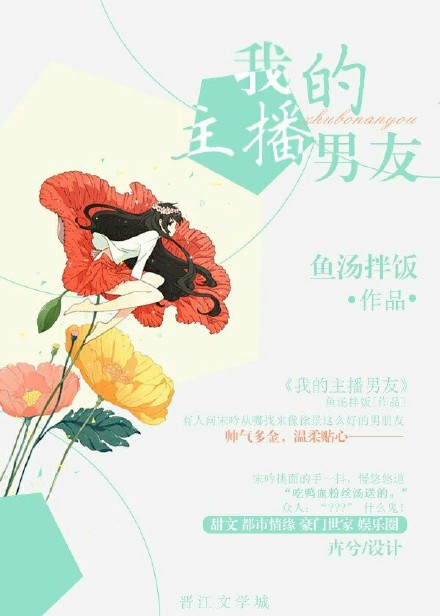 我的
zhubonanyou
主播男友
鱼汤拌饭
•作品•
《我的主播男友》
鱼汤拌饭[作品]
有人问宋吟从哪找来像徐景这么好的男朋友
帅气多金，温柔贴心————
宋吟挑面的手一抖，慢悠悠道
“吃鸭血粉丝汤送的。”
众人：“???” 什么鬼！
甜文 都市情缘 豪门世家 娱乐圈
卉兮/设计
晋江文学城